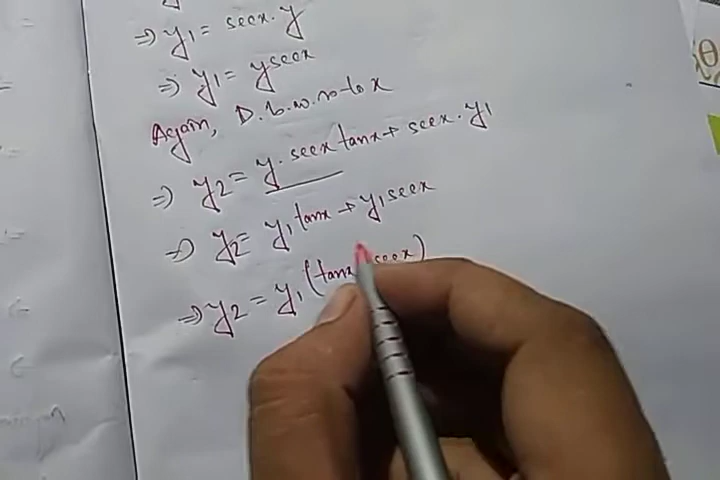 ⇒ y₁ = secx . y
⇒ y₁ = y secx
Again, D.b.w.r.to x
⇒ y₂ = y . secx tanx + secx . y₁
⇒ y₂ = y₁ tanx + y₁ secx
⇒ y₂ = y₁ (tanx secx)
θ